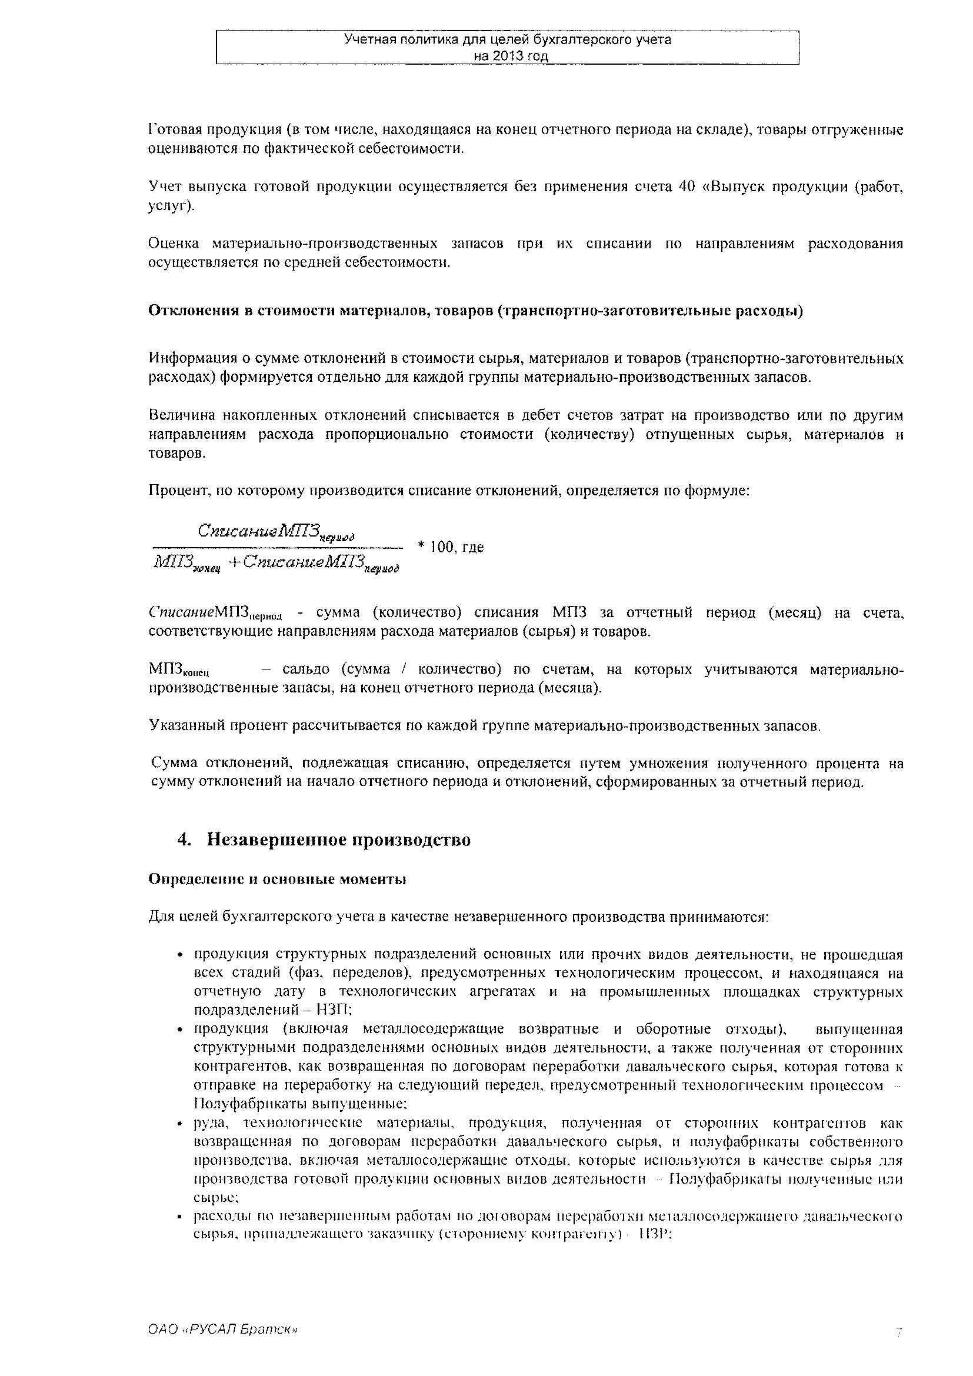 Учетная политика для целей бухгалтерского учета
на 2013 год
Готовая продукция (в том числе, находящаяся на конец отчетного периода на складе), товары отгруженные
оцениваются по фактической себестоимости.
Учет выпуска готовой продукции осуществляется без применения счета 40 «Выпуск продукции (работ,
услуг).
Оценка материально-производственных запасов при их списании по направлениям расходования
осуществляется по средней себестоимости.
Отклонения в стоимости материалов, товаров (транспортно-заготовительные расходы)
Информация о сумме отклонений в стоимости сырья, материалов и товаров (транспортно-заготовительных
расходах) формируется отдельно для каждой группы материально-производственных запасов.
Величина накопленных отклонений списывается в дебет счетов затрат на производство или по другим
направлениям расхода пропорционально стоимости (количеству) отпущенных сырья, материалов и
товаров.
Процент, по которому производится списание отклонений, определяется по формуле:
СписаниеМПЗпериод
* 100, где
МПЗконец + СписаниеМПЗпериод
СписаниеМПЗпериод - сумма (количество) списания МПЗ за отчетный период (месяц) на счета,
соответствующие направлениям расхода материалов (сырья) и товаров.
МПЗконец – сальдо (сумма / количество) по счетам, на которых учитываются материально-
производственные запасы, на конец отчетного периода (месяца).
Указанный процент рассчитывается по каждой группе материально-производственных запасов.
Сумма отклонений, подлежащая списанию, определяется путем умножения полученного процента на
сумму отклонений на начало отчетного периода и отклонений, сформированных за отчетный период.
4. Незавершенное производство
Определение и основные моменты
Для целей бухгалтерского учета в качестве незавершенного производства принимаются:
• продукция структурных подразделений основных или прочих видов деятельности, не прошедшая
всех стадий (фаз, переделов), предусмотренных технологическим процессом, и находящаяся на
отчетную дату в технологических агрегатах и на промышленных площадках структурных
подразделений – НЗП;
• продукция (включая металлосодержащие возвратные и оборотные отходы), выпущенная
структурными подразделениями основных видов деятельности, а также полученная от сторонних
контрагентов, как возвращенная по договорам переработки давальческого сырья, которая готова к
отправке на переработку на следующий передел, предусмотренный технологическим процессом –
Полуфабрикаты выпущенные;
• руда, технологические материалы, продукция, полученная от сторонних контрагентов как
возвращенная по договорам переработки давальческого сырья, и полуфабрикаты собственного
производства, включая металлосодержащие отходы, которые используются в качестве сырья для
производства готовой продукции основных видов деятельности – Полуфабрикаты полученные или
сырье;
• расходы по незавершенным работам по договорам переработки металлосодержащего давальческого
сырья, принадлежащего заказчику (стороннему контрагенту) – НЗР;
ОАО «РУСАЛ Братск»
7